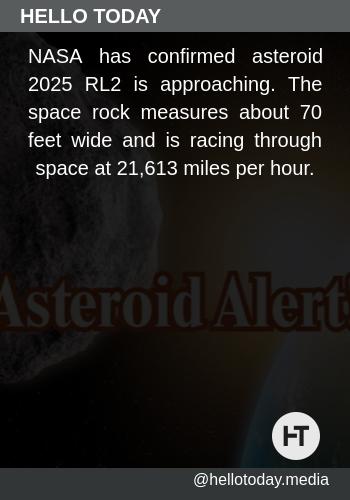 HELLO TODAY
NASA has confirmed asteroid
2025 RL2 is approaching. The
space rock measures about 70
feet wide and is racing through
space at 21,613 miles per hour.
Asteroid Alert
HT
@hellotoday.media